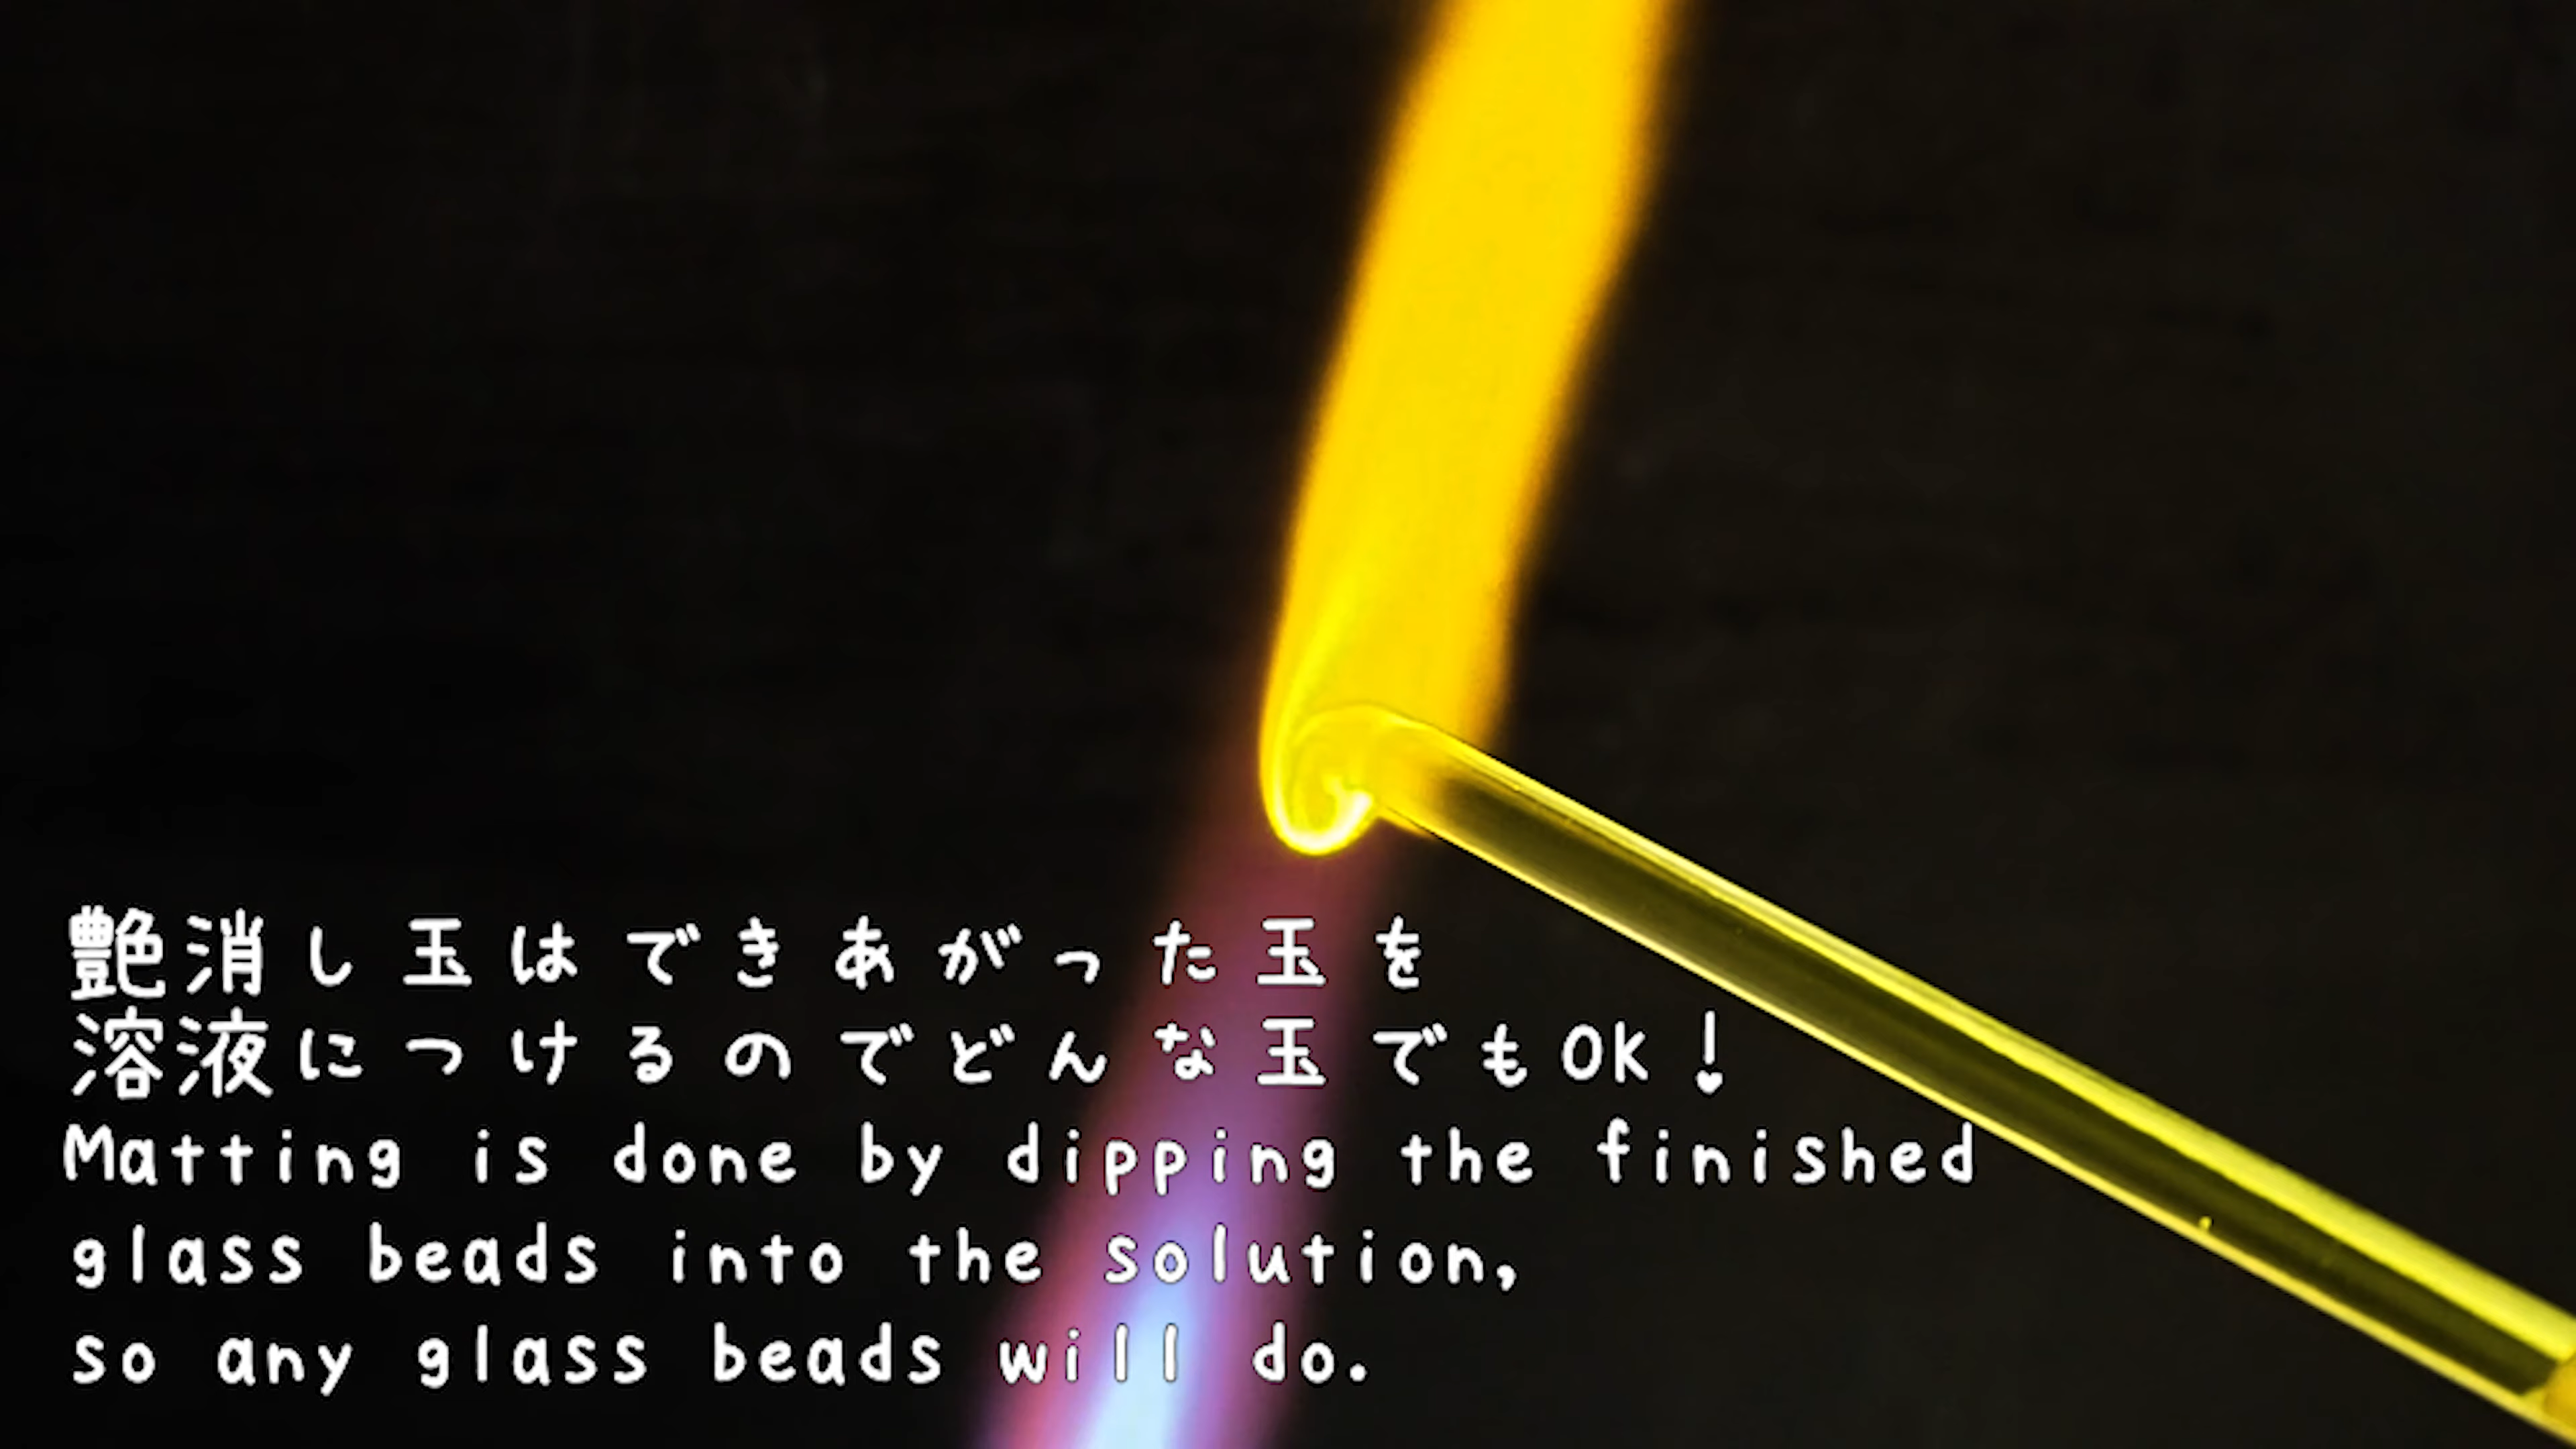 艶消し玉はできあがった玉を
溶液につけるのでどんな玉でもOK!
Matting is done by dipping the finished
glass beads into the solution,
so any glass beads will do.